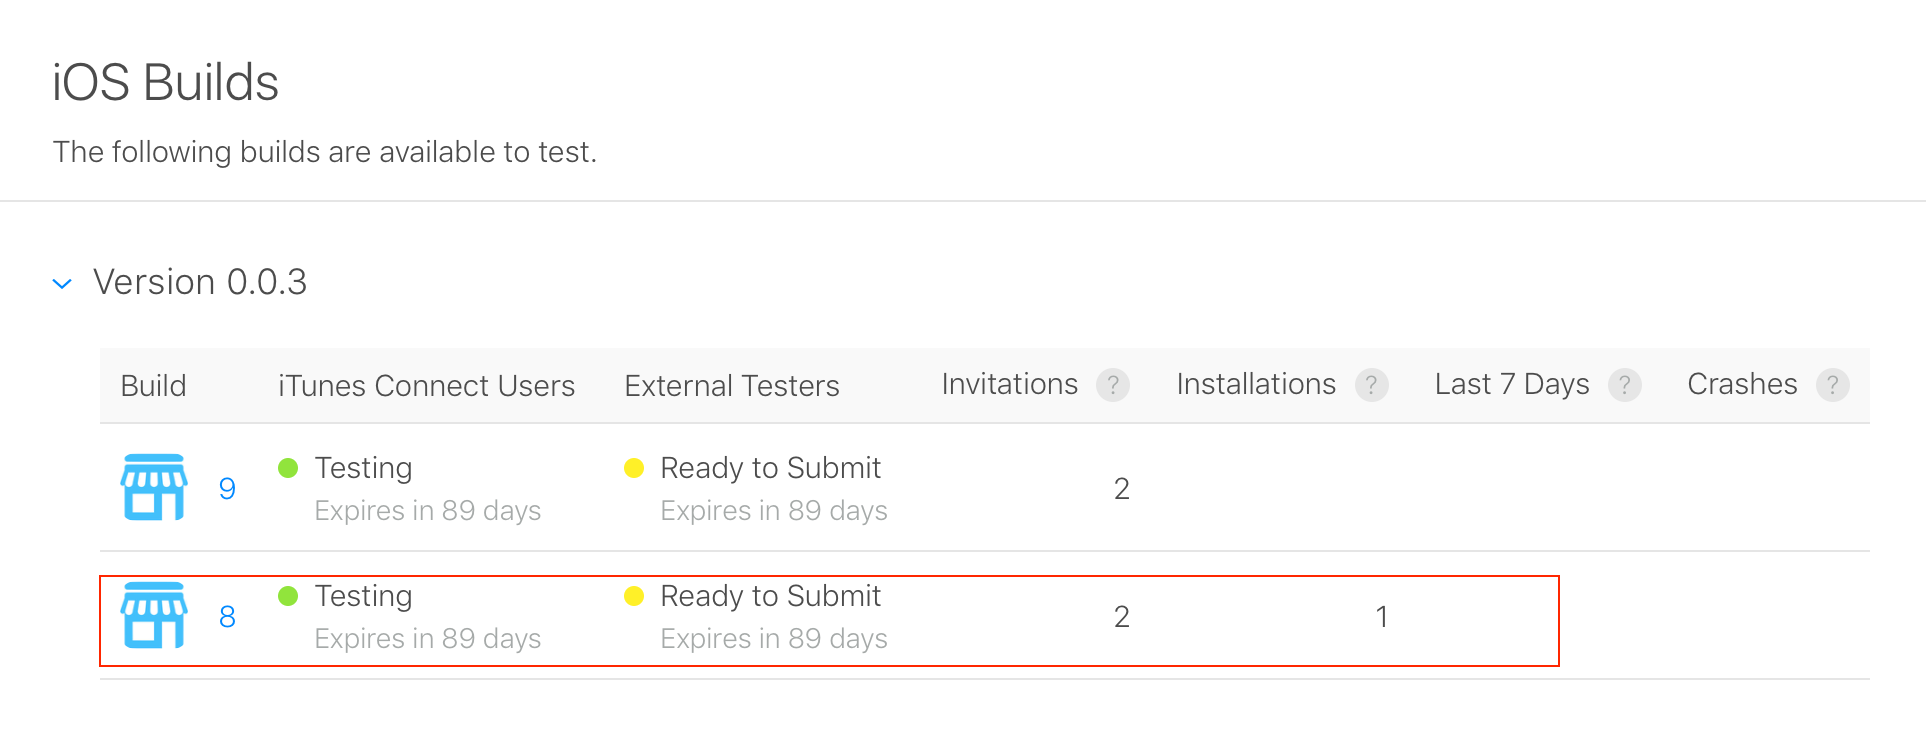 iOS Builds
The following builds are available to test.
Version 0.0.3
Build iTunes Connect Users External Testers Invitations ? Installations ? Last 7 Days ? Crashes ?
9 Testing Ready to Submit 2
Expires in 89 days Expires in 89 days
8 Testing Ready to Submit 2 1
Expires in 89 days Expires in 89 days